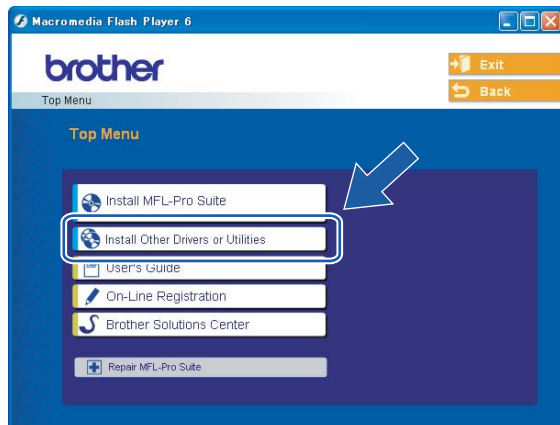 Macromedia Flash Player 6
brother
Exit
Back
Top Menu
Top Menu
Install MFL-Pro Suite
Install Other Drivers or Utilities
User's Guide
On-Line Registration
Brother Solutions Center
Repair MFL-Pro Suite